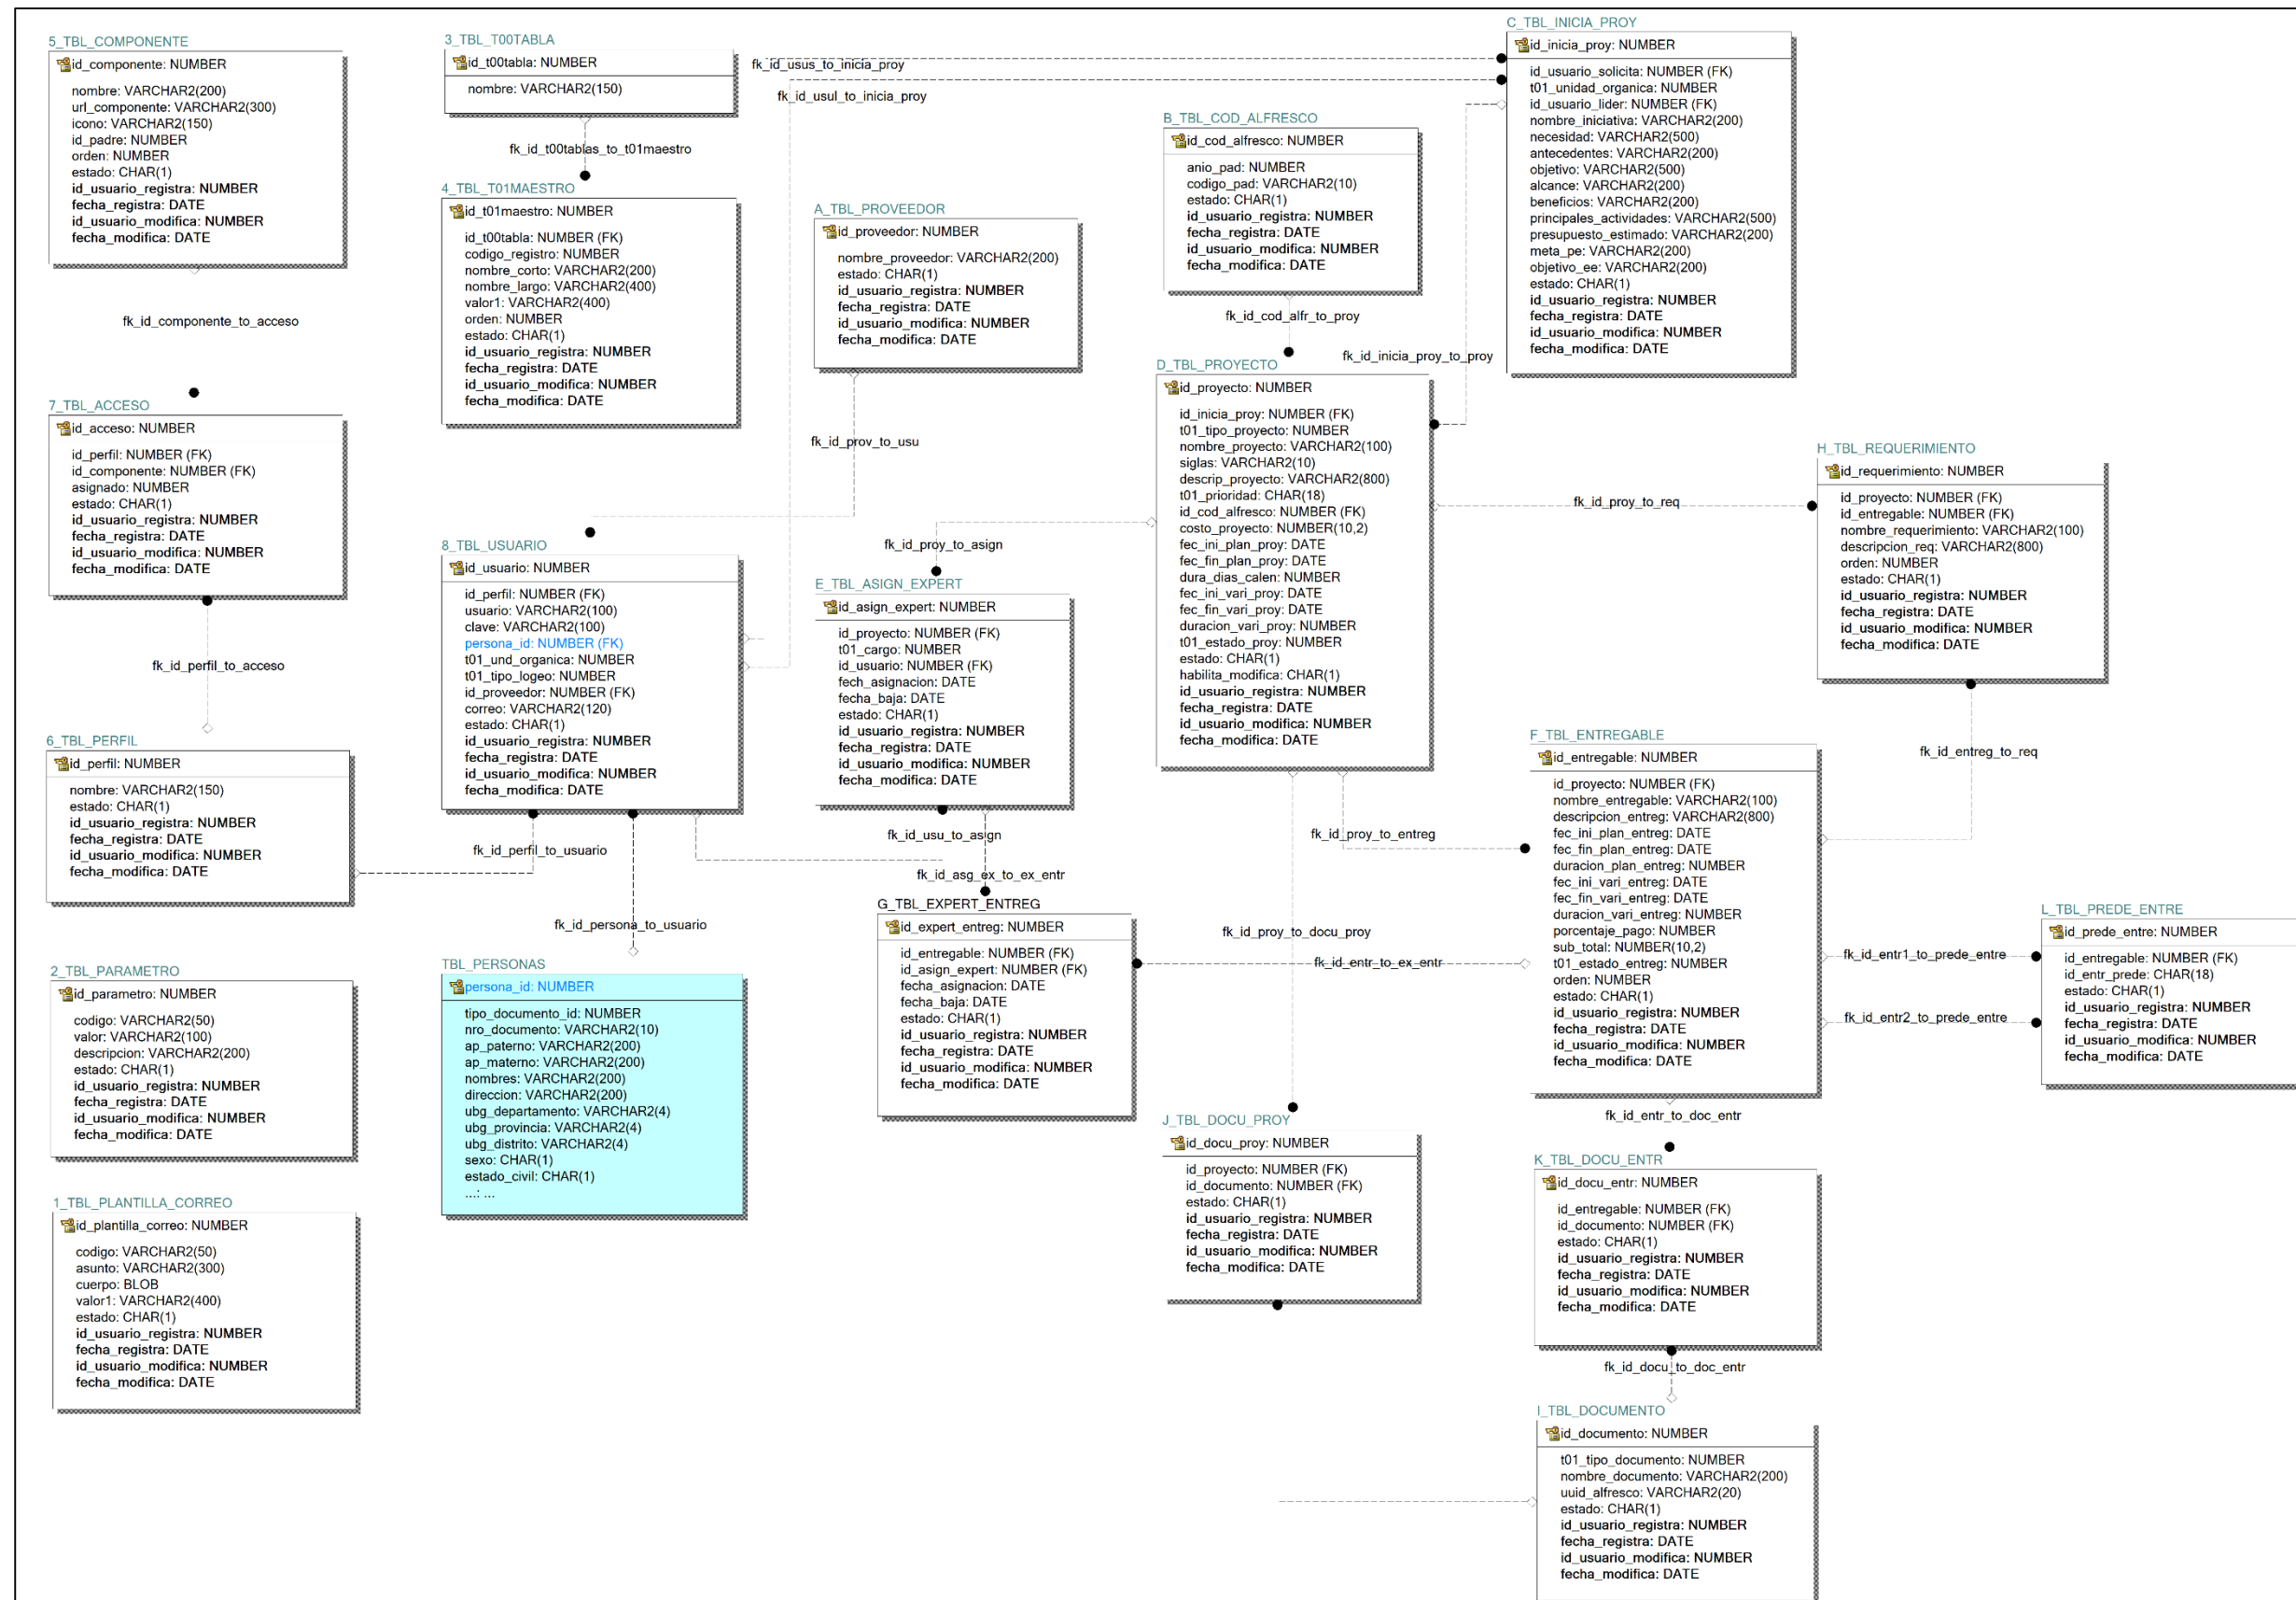 5_TBL_COMPONENTE
id_componente: NUMBER
nombre: VARCHAR2(200)
url_componente: VARCHAR2(300)
icono: VARCHAR2(150)
id_padre: NUMBER
orden: NUMBER
estado: CHAR(1)
id_usuario_registra: NUMBER
fecha_registra: DATE
id_usuario_modifica: NUMBER
fecha_modifica: DATE
fk_id_componente_to_acceso
7_TBL_ACCESO
id_acceso: NUMBER
id_perfil: NUMBER (FK)
id_componente: NUMBER (FK)
asignado: NUMBER
estado: CHAR(1)
id_usuario_registra: NUMBER
fecha_registra: DATE
id_usuario_modifica: NUMBER
fecha_modifica: DATE
fk_id_perfil_to_acceso
6_TBL_PERFIL
id_perfil: NUMBER
nombre: VARCHAR2(150)
estado: CHAR(1)
id_usuario_registra: NUMBER
fecha_registra: DATE
id_usuario_modifica: NUMBER
fecha_modifica: DATE
2_TBL_PARAMETRO
id_parametro: NUMBER
codigo: VARCHAR2(50)
valor: VARCHAR2(100)
descripcion: VARCHAR2(200)
estado: CHAR(1)
id_usuario_registra: NUMBER
fecha_registra: DATE
id_usuario_modifica: NUMBER
fecha_modifica: DATE
1_TBL_PLANTILLA_CORREO
id_plantilla_correo: NUMBER
codigo: VARCHAR2(50)
asunto: VARCHAR2(300)
cuerpo: BLOB
valor1: VARCHAR2(400)
estado: CHAR(1)
id_usuario_registra: NUMBER
fecha_registra: DATE
id_usuario_modifica: NUMBER
fecha_modifica: DATE
3_TBL_T00TABLA
id_t00tabla: NUMBER
nombre: VARCHAR2(150)
fk_id_t00tablas_to_t01maestro
4_TBL_T01MAESTRO
id_t01maestro: NUMBER
id_t00tabla: NUMBER (FK)
codigo_registro: NUMBER
nombre_corto: VARCHAR2(200)
nombre_largo: VARCHAR2(400)
valor1: VARCHAR2(400)
orden: NUMBER
estado: CHAR(1)
id_usuario_registra: NUMBER
fecha_registra: DATE
id_usuario_modifica: NUMBER
fecha_modifica: DATE
8_TBL_USUARIO
id_usuario: NUMBER
id_perfil: NUMBER (FK)
usuario: VARCHAR2(100)
clave: VARCHAR2(100)
persona_id: NUMBER (FK)
t01_und_organica: NUMBER
t01_tipo_logeo: NUMBER
id_proveedor: NUMBER (FK)
correo: VARCHAR2(120)
estado: CHAR(1)
id_usuario_registra: NUMBER
fecha_registra: DATE
id_usuario_modifica: NUMBER
fecha_modifica: DATE
fk_id_perfil_to_usuario
fk_id_persona_to_usuario
TBL_PERSONAS
persona_id: NUMBER
tipo_documento_id: NUMBER
nro_documento: VARCHAR2(10)
ap_paterno: VARCHAR2(200)
ap_materno: VARCHAR2(200)
nombres: VARCHAR2(200)
direccion: VARCHAR2(200)
ubg_departamento: VARCHAR2(4)
ubg_provincia: VARCHAR2(4)
ubg_distrito: VARCHAR2(4)
sexo: CHAR(1)
estado_civil: CHAR(1)
...: ...
fk_id_usus_to_inicia_proy
fk_id_usul_to_inicia_proy
A_TBL_PROVEEDOR
id_proveedor: NUMBER
nombre_proveedor: VARCHAR2(200)
estado: CHAR(1)
id_usuario_registra: NUMBER
fecha_registra: DATE
id_usuario_modifica: NUMBER
fecha_modifica: DATE
fk_id_prov_to_usu
fk_id_proy_to_asign
E_TBL_ASIGN_EXPERT
id_asign_expert: NUMBER
id_proyecto: NUMBER (FK)
t01_cargo: NUMBER
id_usuario: NUMBER (FK)
fech_asignacion: DATE
fecha_baja: DATE
estado: CHAR(1)
id_usuario_registra: NUMBER
fecha_registra: DATE
id_usuario_modifica: NUMBER
fecha_modifica: DATE
fk_id_usu_to_asign
fk_id_asg_ex_to_ex_entr
G_TBL_EXPERT_ENTREG
id_expert_entreg: NUMBER
id_entregable: NUMBER (FK)
id_asign_expert: NUMBER (FK)
fecha_asignacion: DATE
fecha_baja: DATE
estado: CHAR(1)
id_usuario_registra: NUMBER
fecha_registra: DATE
id_usuario_modifica: NUMBER
fecha_modifica: DATE
B_TBL_COD_ALFRESCO
id_cod_alfresco: NUMBER
anio_pad: NUMBER
codigo_pad: VARCHAR2(10)
estado: CHAR(1)
id_usuario_registra: NUMBER
fecha_registra: DATE
id_usuario_modifica: NUMBER
fecha_modifica: DATE
fk_id_cod_alfr_to_proy
fk_id_inicia_proy_to_proy
D_TBL_PROYECTO
id_proyecto: NUMBER
id_inicia_proy: NUMBER (FK)
t01_tipo_proyecto: NUMBER
nombre_proyecto: VARCHAR2(100)
siglas: VARCHAR2(10)
descrip_proyecto: VARCHAR2(800)
t01_prioridad: CHAR(18)
id_cod_alfresco: NUMBER (FK)
costo_proyecto: NUMBER(10,2)
fec_ini_plan_proy: DATE
fec_fin_plan_proy: DATE
dura_dias_calen: NUMBER
fec_ini_vari_proy: DATE
fec_fin_vari_proy: DATE
duracion_vari_proy: NUMBER
t01_estado_proy: NUMBER
estado: CHAR(1)
habilita_modifica: CHAR(1)
id_usuario_registra: NUMBER
fecha_registra: DATE
id_usuario_modifica: NUMBER
fecha_modifica: DATE
fk_id_proy_to_entreg
fk_id_proy_to_docu_proy
fk_id_entr_to_ex_entr
J_TBL_DOCU_PROY
id_docu_proy: NUMBER
id_proyecto: NUMBER (FK)
id_documento: NUMBER (FK)
estado: CHAR(1)
id_usuario_registra: NUMBER
fecha_registra: DATE
id_usuario_modifica: NUMBER
fecha_modifica: DATE
C_TBL_INICIA_PROY
id_inicia_proy: NUMBER
id_usuario_solicita: NUMBER (FK)
t01_unidad_organica: NUMBER
id_usuario_lider: NUMBER (FK)
nombre_iniciativa: VARCHAR2(200)
necesidad: VARCHAR2(500)
antecedentes: VARCHAR2(200)
objetivo: VARCHAR2(500)
alcance: VARCHAR2(200)
beneficios: VARCHAR2(200)
principales_actividades: VARCHAR2(500)
presupuesto_estimado: VARCHAR2(200)
meta_pe: VARCHAR2(200)
objetivo_ee: VARCHAR2(200)
estado: CHAR(1)
id_usuario_registra: NUMBER
fecha_registra: DATE
id_usuario_modifica: NUMBER
fecha_modifica: DATE
fk_id_proy_to_req
H_TBL_REQUERIMIENTO
id_requerimiento: NUMBER
id_proyecto: NUMBER (FK)
id_entregable: NUMBER (FK)
nombre_requerimiento: VARCHAR2(100)
descripcion_req: VARCHAR2(800)
orden: NUMBER
estado: CHAR(1)
id_usuario_registra: NUMBER
fecha_registra: DATE
id_usuario_modifica: NUMBER
fecha_modifica: DATE
fk_id_entreg_to_req
F_TBL_ENTREGABLE
id_entregable: NUMBER
id_proyecto: NUMBER (FK)
nombre_entregable: VARCHAR2(100)
descripcion_entreg: VARCHAR2(800)
fec_ini_plan_entreg: DATE
fec_fin_plan_entreg: DATE
duracion_plan_entreg: NUMBER
fec_ini_vari_entreg: DATE
fec_fin_vari_entreg: DATE
duracion_vari_entreg: NUMBER
porcentaje_pago: NUMBER
sub_total: NUMBER(10,2)
t01_estado_entreg: NUMBER
orden: NUMBER
estado: CHAR(1)
id_usuario_registra: NUMBER
fecha_registra: DATE
id_usuario_modifica: NUMBER
fecha_modifica: DATE
fk_id_entr1_to_prede_entre
fk_id_entr2_to_prede_entre
L_TBL_PREDE_ENTRE
id_prede_entre: NUMBER
id_entregable: NUMBER (FK)
id_entr_prede: CHAR(18)
estado: CHAR(1)
id_usuario_registra: NUMBER
fecha_registra: DATE
id_usuario_modifica: NUMBER
fecha_modifica: DATE
fk_id_entr_to_doc_entr
K_TBL_DOCU_ENTR
id_docu_entr: NUMBER
id_entregable: NUMBER (FK)
id_documento: NUMBER (FK)
estado: CHAR(1)
id_usuario_registra: NUMBER
fecha_registra: DATE
id_usuario_modifica: NUMBER
fecha_modifica: DATE
fk_id_docu_to_doc_entr
I_TBL_DOCUMENTO
id_documento: NUMBER
t01_tipo_documento: NUMBER
nombre_documento: VARCHAR2(200)
uuid_alfresco: VARCHAR2(20)
estado: CHAR(1)
id_usuario_registra: NUMBER
fecha_registra: DATE
id_usuario_modifica: NUMBER
fecha_modifica: DATE